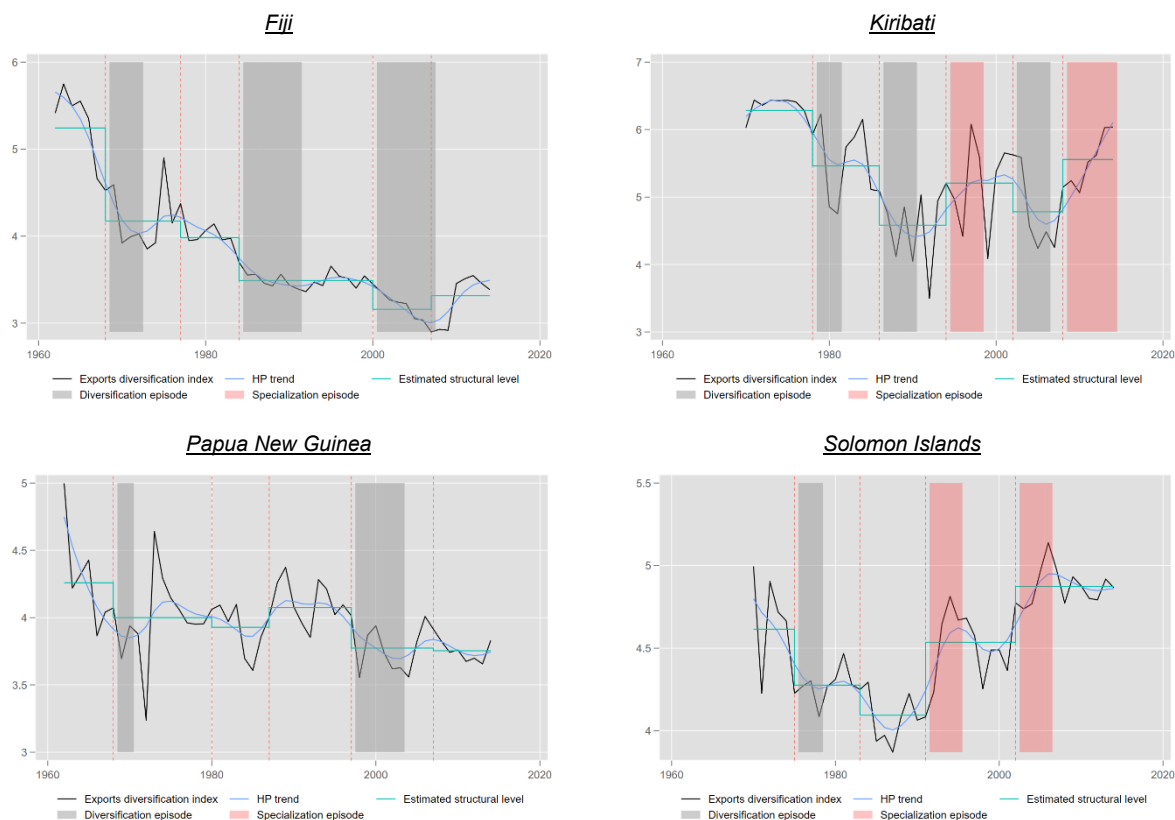 Fiji
Kiribati
6
5
4
3
1960 1980 2000 2020
Exports diversification index HP trend Estimated structural level
Diversification episode Specialization episode
7
6
5
4
3
1960 1980 2000 2020
Exports diversification index HP trend Estimated structural level
Diversification episode Specialization episode
Papua New Guinea
Solomon Islands
5
4.5
4
3.5
3
1960 1980 2000 2020
Exports diversification index HP trend Estimated structural level
Diversification episode Specialization episode
5.5
5
4.5
4
1960 1980 2000 2020
Exports diversification index HP trend Estimated structural level
Diversification episode Specialization episode